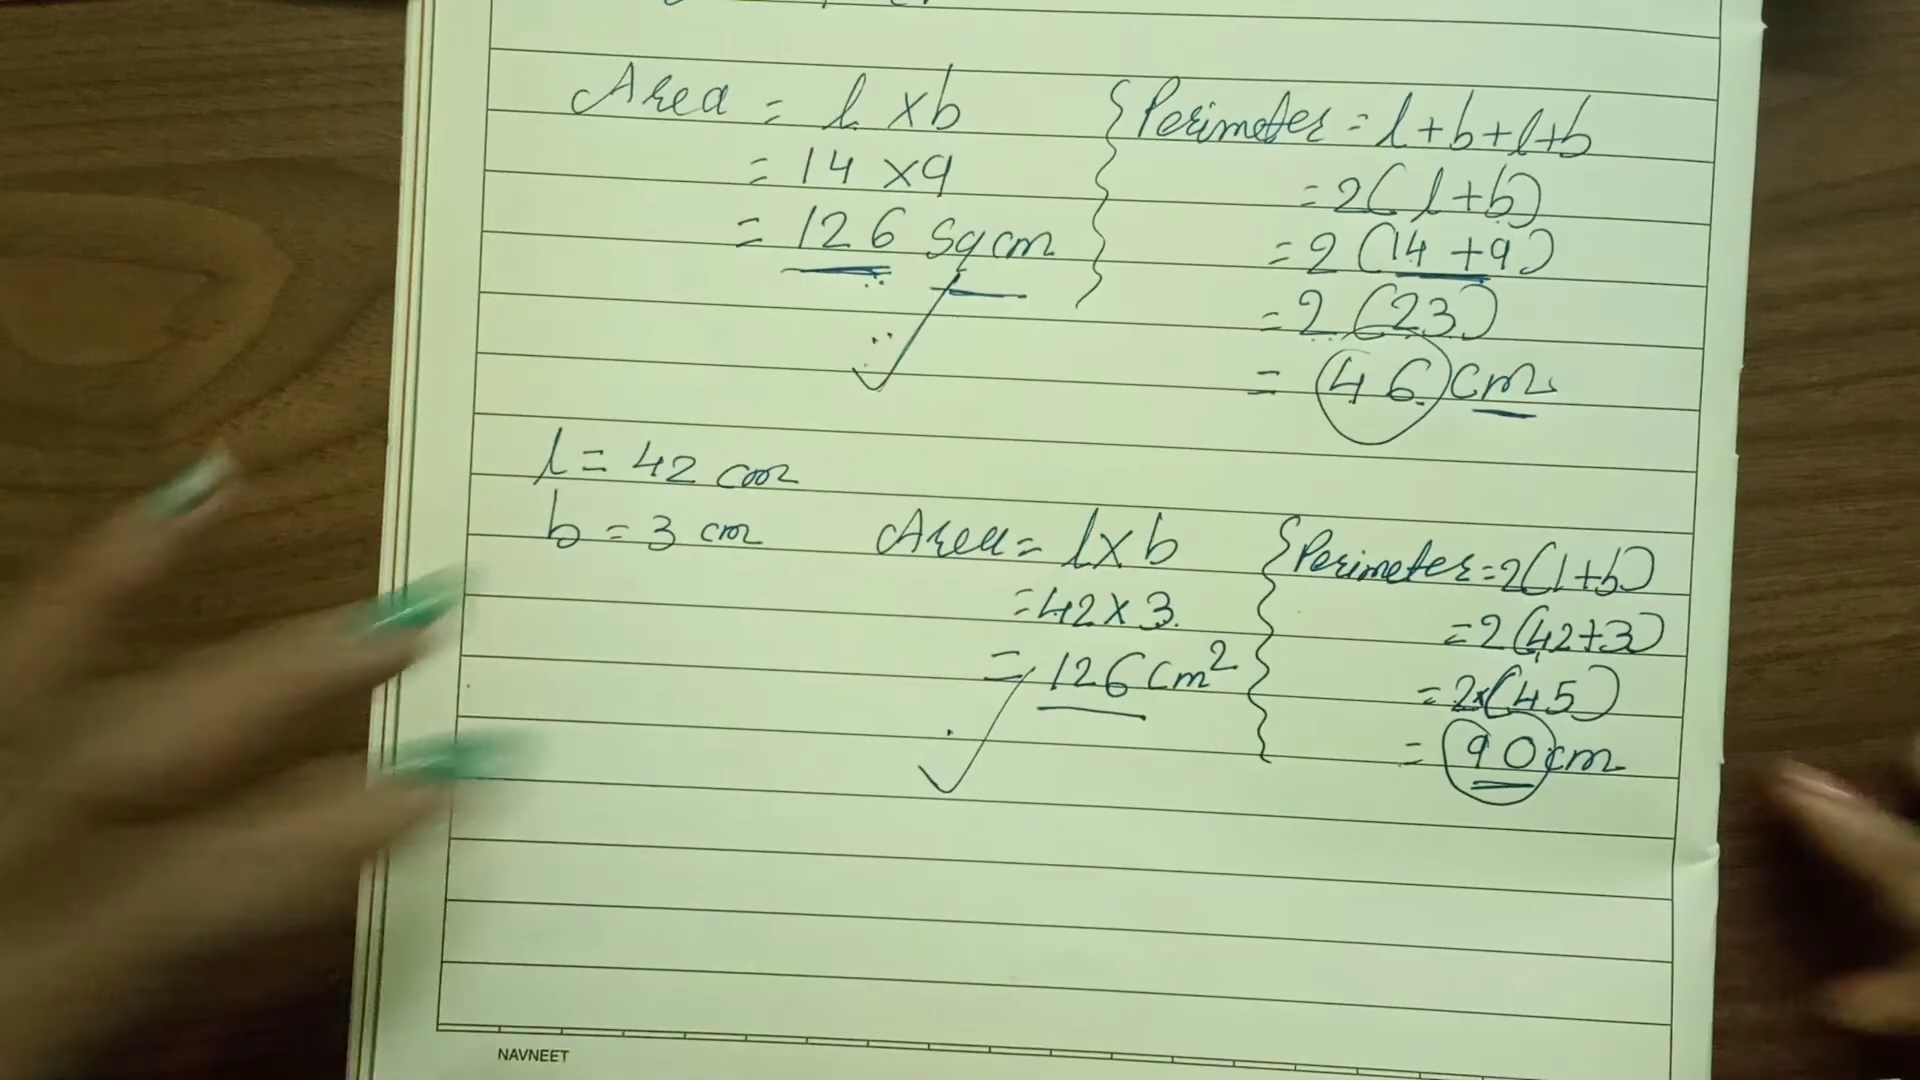 Area = l × b
= 14 × 9
= 126 sq cm
Perimeter = l + b + l + b
= 2(l + b)
= 2(14 + 9)
= 2(23)
= 46 cm
l = 42 cm
b = 3 cm
Area = l × b
= 42 × 3
= 126 cm²
Perimeter = 2(l + b)
= 2(42 + 3)
= 2×(45)
= 90 cm
NAVNEET